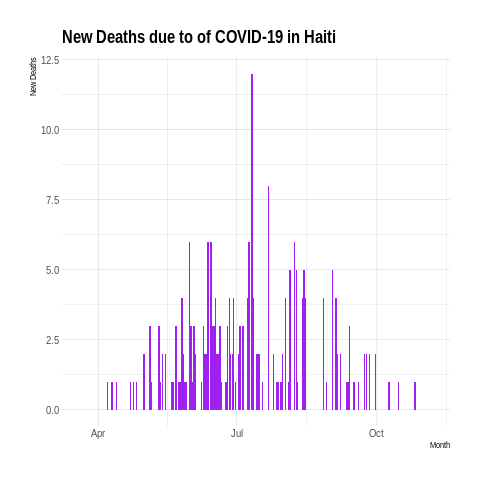 New Deaths due to of COVID-19 in Haiti
New Deaths
12.5
10.0
7.5
5.0
2.5
0.0
Apr
Jul
Oct
Month